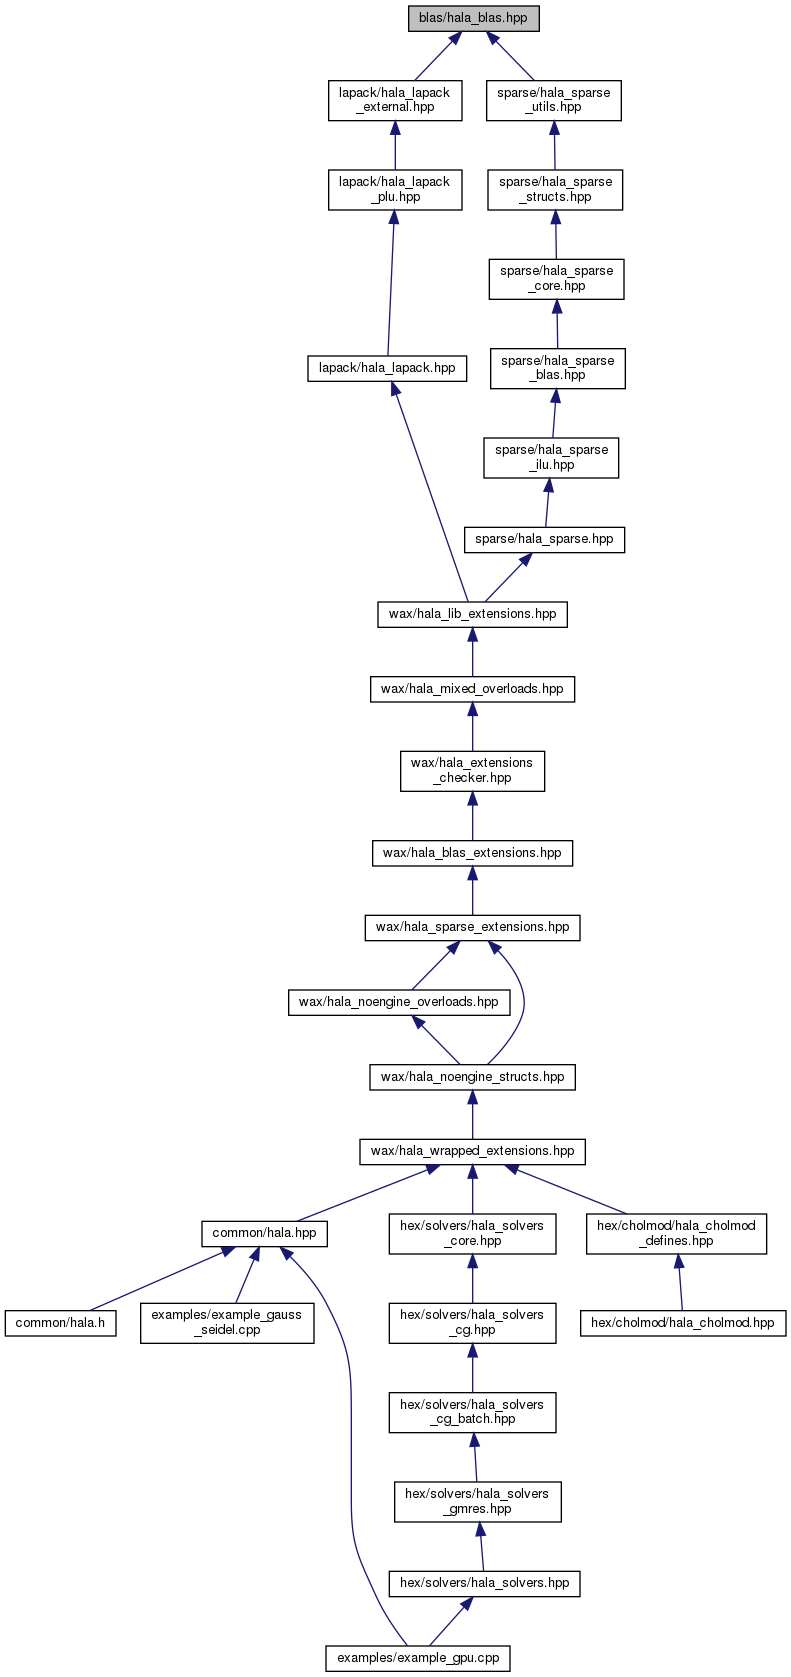 blas/hala_blas.hpp
lapack/hala_lapack
_external.hpp
sparse/hala_sparse
_utils.hpp
lapack/hala_lapack
_plu.hpp
sparse/hala_sparse
_structs.hpp
sparse/hala_sparse
_core.hpp
lapack/hala_lapack.hpp
sparse/hala_sparse
_blas.hpp
sparse/hala_sparse
_ilu.hpp
sparse/hala_sparse.hpp
wax/hala_lib_extensions.hpp
wax/hala_mixed_overloads.hpp
wax/hala_extensions
_checker.hpp
wax/hala_blas_extensions.hpp
wax/hala_sparse_extensions.hpp
wax/hala_noengine_overloads.hpp
wax/hala_noengine_structs.hpp
wax/hala_wrapped_extensions.hpp
common/hala.hpp
hex/solvers/hala_solvers
_core.hpp
hex/cholmod/hala_cholmod
_defines.hpp
common/hala.h
examples/example_gauss
_seidel.cpp
hex/solvers/hala_solvers
_cg.hpp
hex/cholmod/hala_cholmod.hpp
hex/solvers/hala_solvers
_cg_batch.hpp
hex/solvers/hala_solvers
_gmres.hpp
hex/solvers/hala_solvers.hpp
examples/example_gpu.cpp